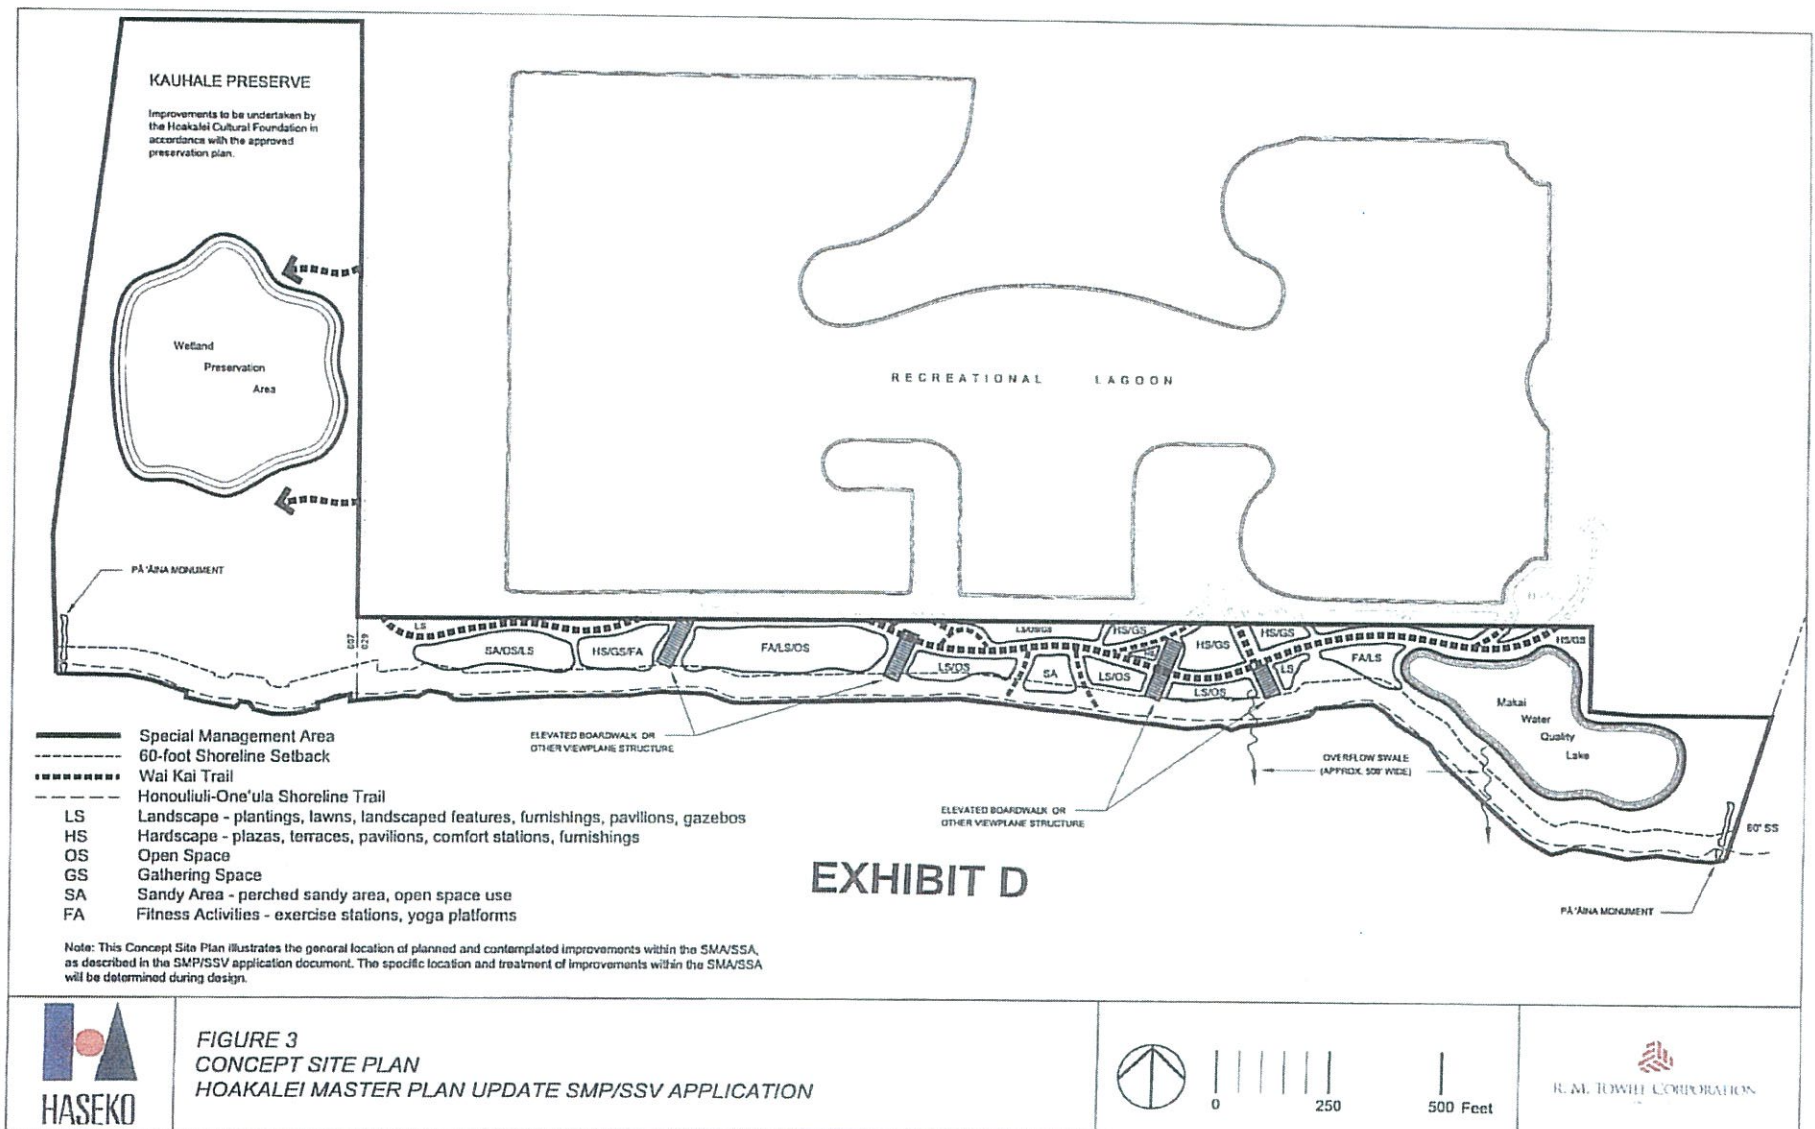 KAUHALE PRESERVE
Improvements to be undertaken by
the Hoakalei Cultural Foundation in
accordance with the approved
preservation plan.
Wetland
Preservation
Area
RECREATIONAL LAGOON
PĀ 'ĀINA MONUMENT
007
029
LS
SA/OS/LS
HS/GS/FA
FA/LS/OS
LS/OS
LS/OS/GS
SA
HS/GS
LS/OS
HS/GS
LS/OS
HS/GS
LS
FA/LS
HS/GS
Makai
Water
Quality
Lake
ELEVATED BOARDWALK OR
OTHER VIEWPLANE STRUCTURE
ELEVATED BOARDWALK OR
OTHER VIEWPLANE STRUCTURE
OVERFLOW SWALE
(APPROX. 500' WIDE)
60' SS
PĀ 'ĀINA MONUMENT
Special Management Area
60-foot Shoreline Setback
Wai Kai Trail
Honouliuli-One'ula Shoreline Trail
LS Landscape - plantings, lawns, landscaped features, furnishings, pavilions, gazebos
HS Hardscape - plazas, terraces, pavilions, comfort stations, furnishings
OS Open Space
GS Gathering Space
SA Sandy Area - perched sandy area, open space use
FA Fitness Activities - exercise stations, yoga platforms
EXHIBIT D
Note: This Concept Site Plan illustrates the general location of planned and contemplated improvements within the SMA/SSA,
as described in the SMP/SSV application document. The specific location and treatment of improvements within the SMA/SSA
will be determined during design.
HASEKO
FIGURE 3
CONCEPT SITE PLAN
HOAKALEI MASTER PLAN UPDATE SMP/SSV APPLICATION
0 250 500 Feet
R. M. TOWILL CORPORATION